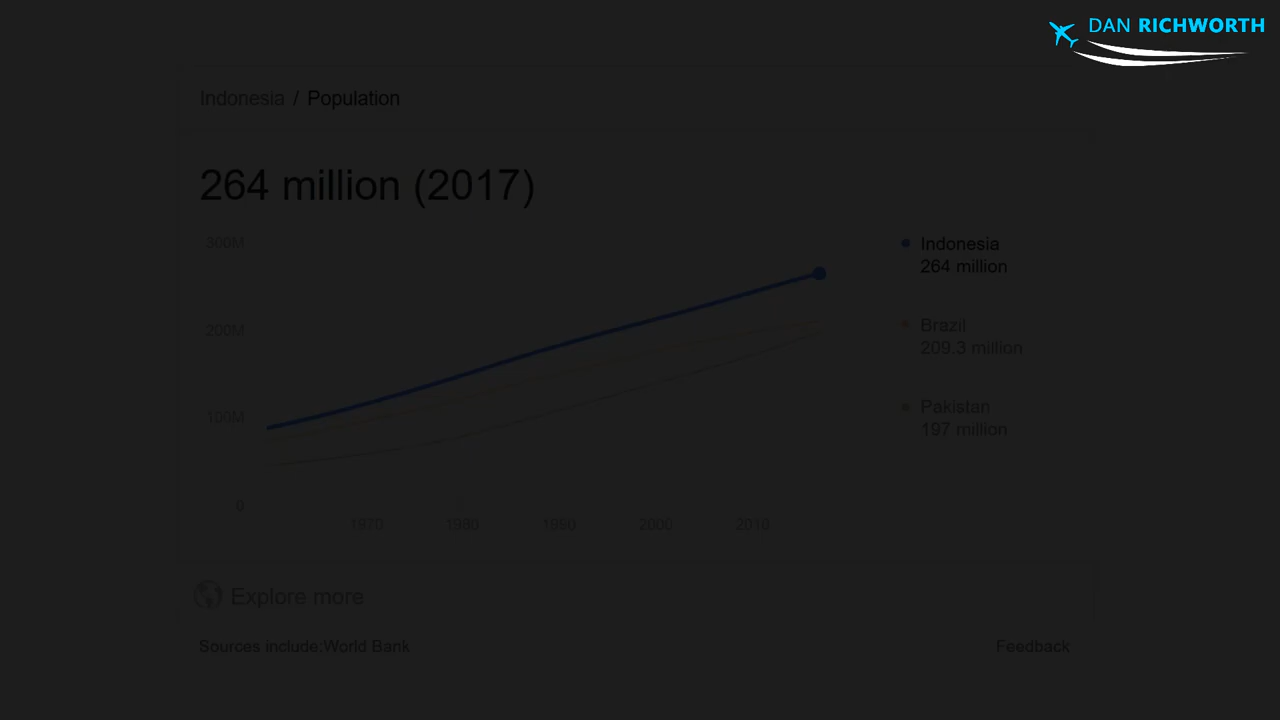 DAN RICHWORTH
Indonesia / Population
264 million (2017)
300M
200M
100M
0
1970
1980
1990
2000
2010
Indonesia
264 million
Brazil
209.3 million
Pakistan
197 million
Explore more
Sources include:World Bank
Feedback